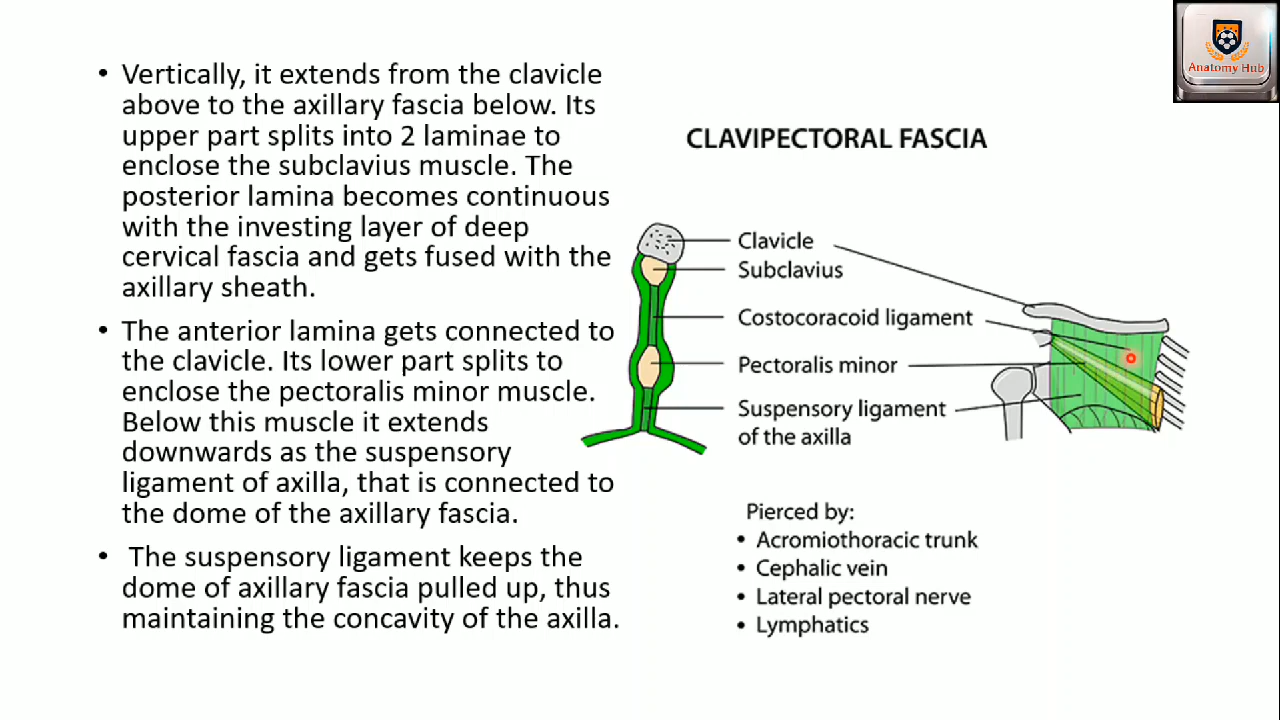 • Vertically, it extends from the clavicle
above to the axillary fascia below. Its
upper part splits into 2 laminae to
enclose the subclavius muscle. The
posterior lamina becomes continuous
with the investing layer of deep
cervical fascia and gets fused with the
axillary sheath.
• The anterior lamina gets connected to
the clavicle. Its lower part splits to
enclose the pectoralis minor muscle.
Below this muscle it extends
downwards as the suspensory
ligament of axilla, that is connected to
the dome of the axillary fascia.
• The suspensory ligament keeps the
dome of axillary fascia pulled up, thus
maintaining the concavity of the axilla.
Anatomy Hub
CLAVIPECTORAL FASCIA
Clavicle
Subclavius
Costocoracoid ligament
Pectoralis minor
Suspensory ligament
of the axilla
Pierced by:
• Acromiothoracic trunk
• Cephalic vein
• Lateral pectoral nerve
• Lymphatics